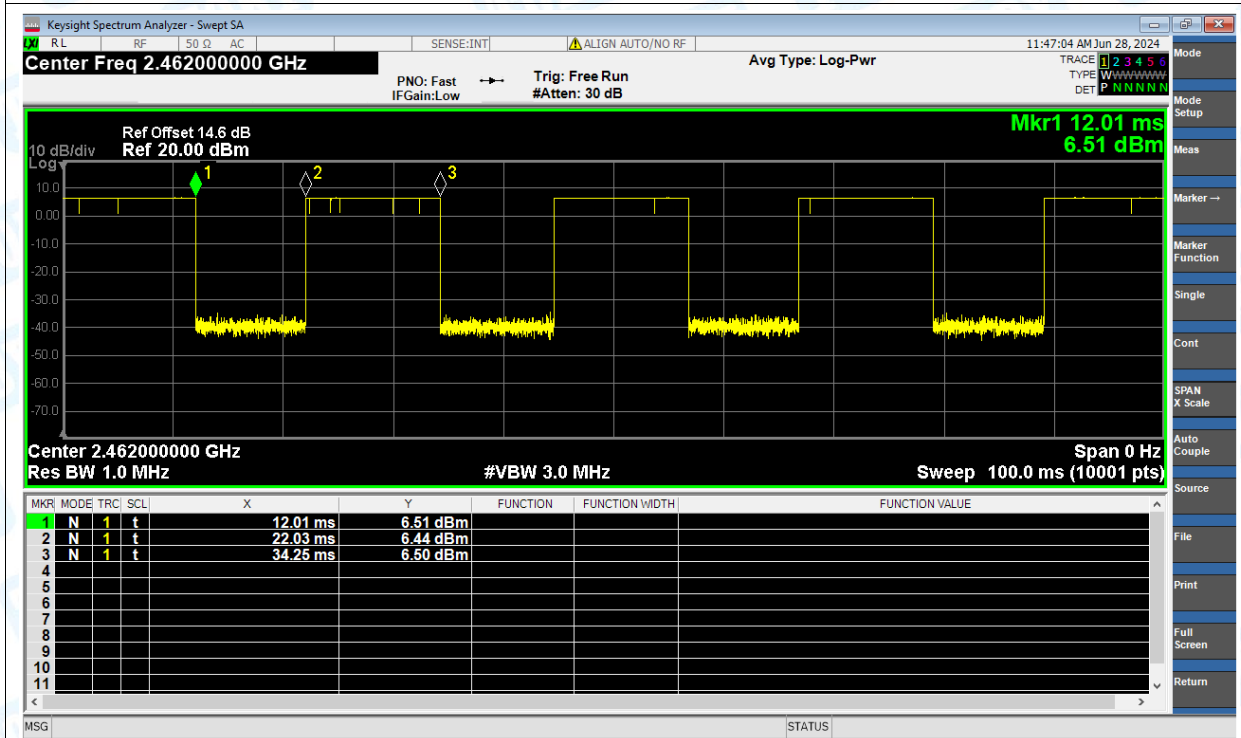 Keysight Spectrum Analyzer - Swept SA
LXI RL RF 50 Ω AC SENSE:INT ALIGN AUTO/NO RF 11:47:04 AM Jun 28, 2024
Center Freq 2.462000000 GHz
PNO: Fast
IFGain:Low
Trig: Free Run
#Atten: 30 dB
Avg Type: Log-Pwr
TRACE 1 2 3 4 5 6
TYPE WWWWWW
DET P N N N N N
Mkr1 12.01 ms
6.51 dBm
Ref Offset 14.6 dB
10 dB/div Ref 20.00 dBm
Log
1 2 3
10.0
0.00
-10.0
-20.0
-30.0
-40.0
-50.0
-60.0
-70.0
Center 2.462000000 GHz Span 0 Hz
Res BW 1.0 MHz #VBW 3.0 MHz Sweep 100.0 ms (10001 pts)
MKR MODE TRC SCL X Y FUNCTION FUNCTION WIDTH FUNCTION VALUE
1 N 1 t 12.01 ms 6.51 dBm
2 N 1 t 22.03 ms 6.44 dBm
3 N 1 t 34.25 ms 6.50 dBm
4
5
6
7
8
9
10
11
MSG STATUS
Mode
Mode
Setup
Meas
Marker →
Marker
Function
Single
Cont
SPAN
X Scale
Auto
Couple
Source
File
Print
Full
Screen
Return